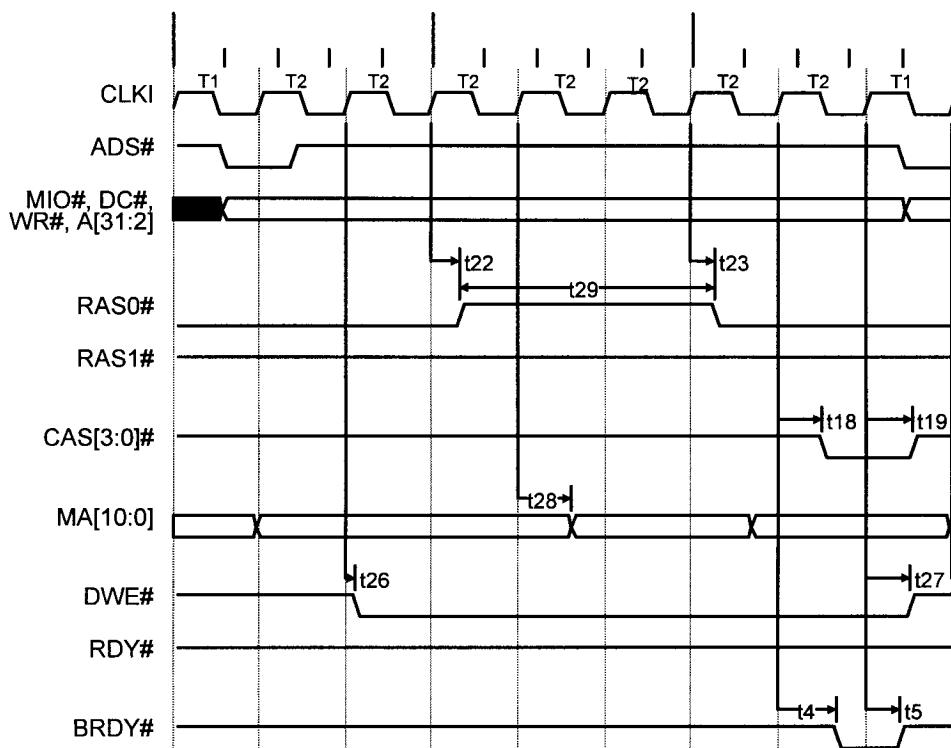 T1 T2 T2 T2 T2 T2 T2 T2 T1
CLKI
ADS#
MIO#, DC#,
WR#, A[31:2]
t22 t23
t29
RAS0#
RAS1#
t18 t19
CAS[3:0]#
t28
MA[10:0]
t26 t27
DWE#
RDY#
t4 t5
BRDY#